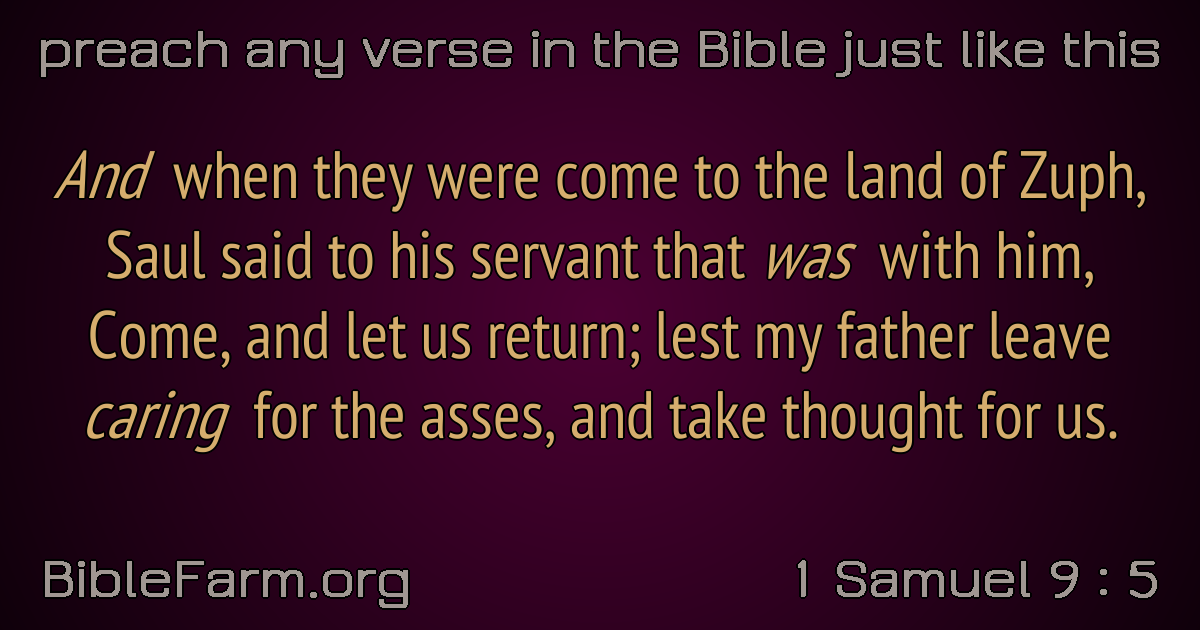 preach any verse in the Bible just like this
And when they were come to the land of Zuph,
Saul said to his servant that was with him,
Come, and let us return; lest my father leave
caring for the asses, and take thought for us.
BibleFarm.org
1 Samuel 9 : 5